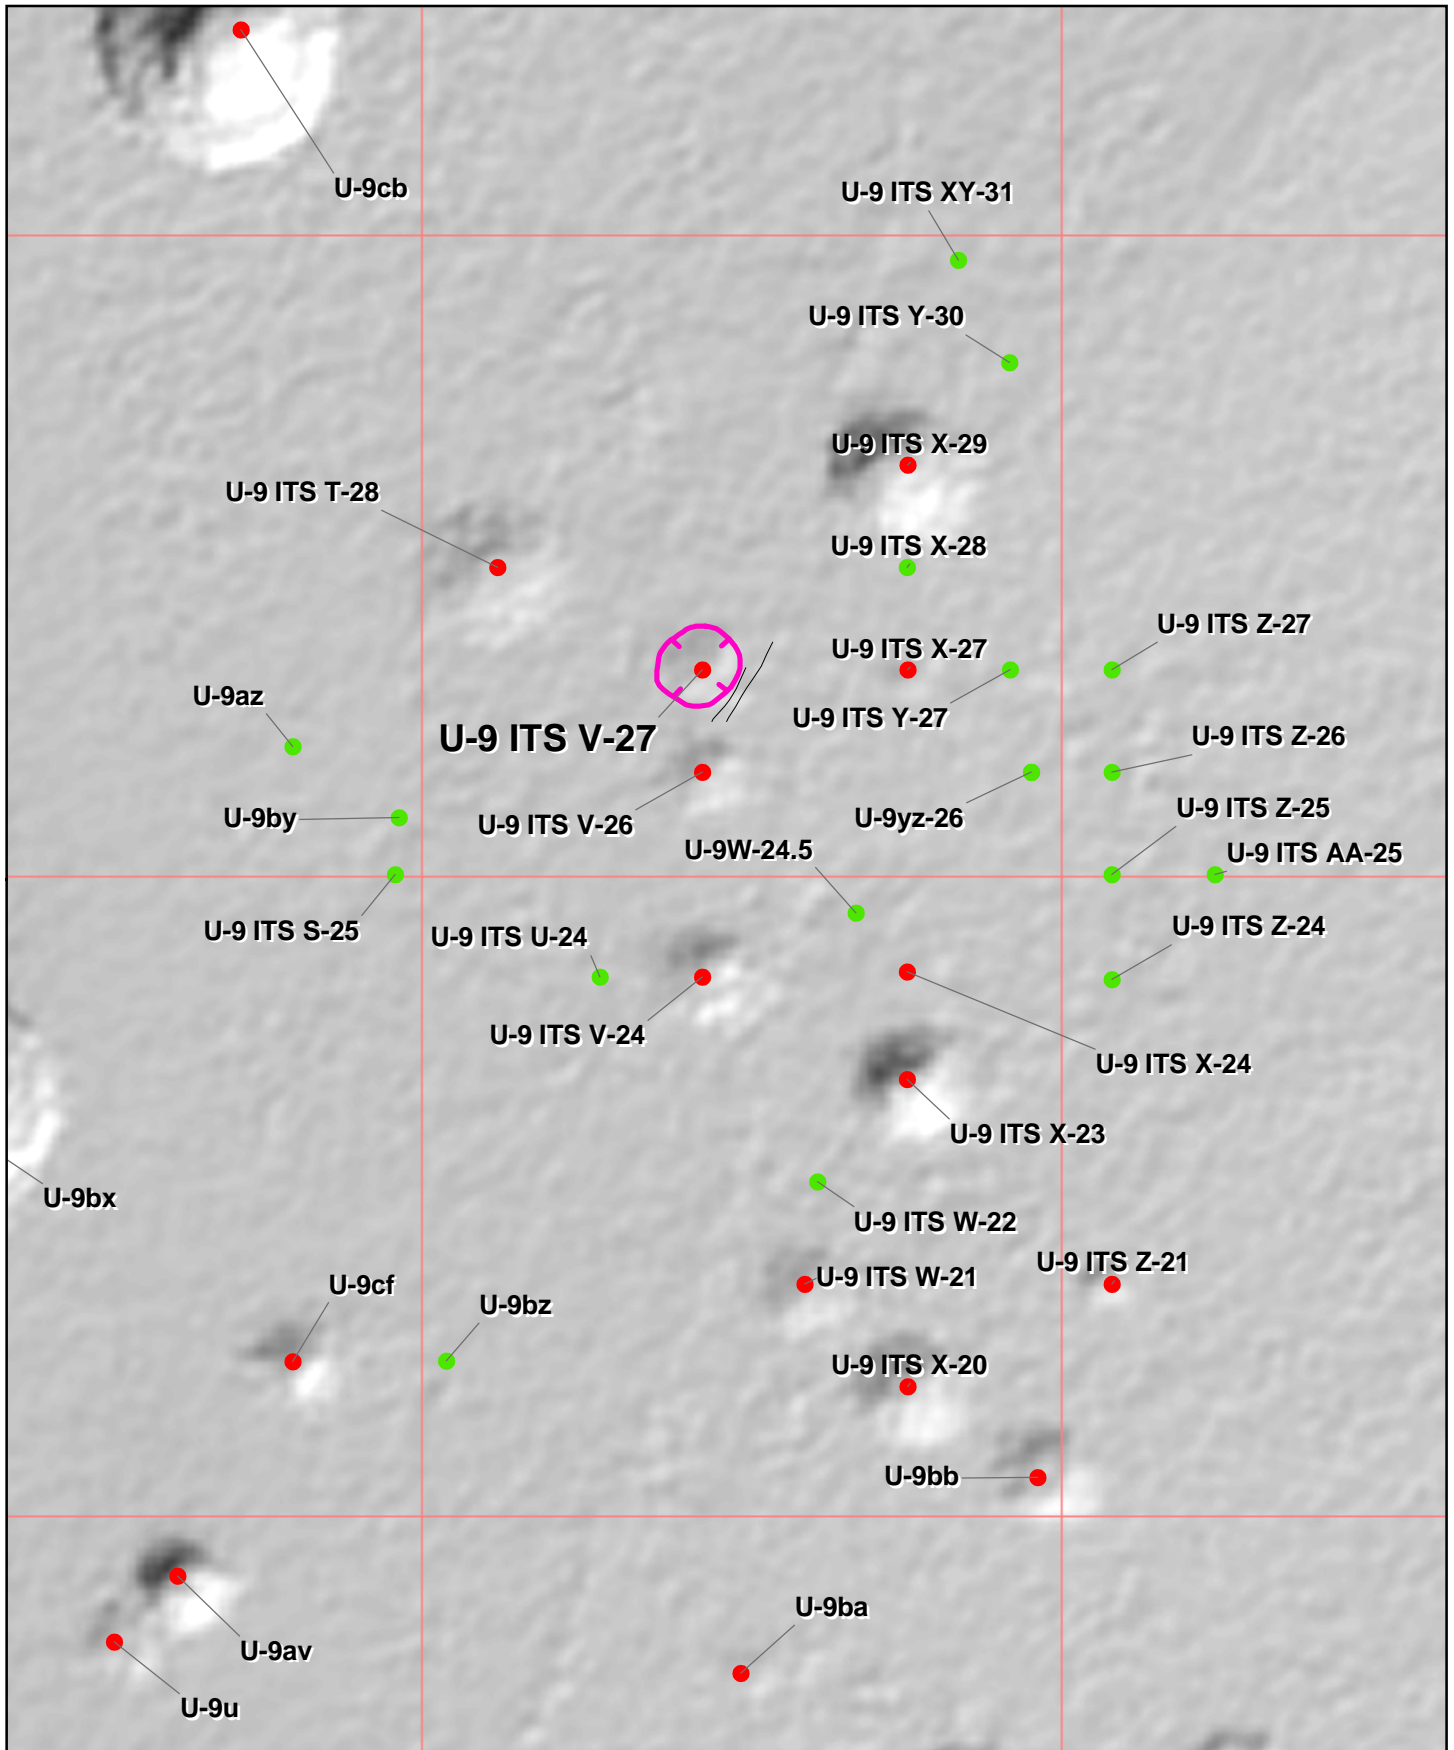 U-9cb
U-9 ITS XY-31
U-9 ITS Y-30
U-9 ITS X-29
U-9 ITS T-28
U-9 ITS X-28
U-9 ITS Z-27
U-9 ITS X-27
U-9az
U-9 ITS Y-27
U-9 ITS V-27
U-9 ITS Z-26
U-9 ITS Z-25
U-9by
U-9 ITS V-26
U-9yz-26
U-9W-24.5
U-9 ITS AA-25
U-9 ITS S-25
U-9 ITS U-24
U-9 ITS Z-24
U-9 ITS V-24
U-9 ITS X-24
U-9 ITS X-23
U-9bx
U-9 ITS W-22
U-9 ITS Z-21
U-9 ITS W-21
U-9cf
U-9bz
U-9 ITS X-20
U-9bb
U-9ba
U-9av
U-9u